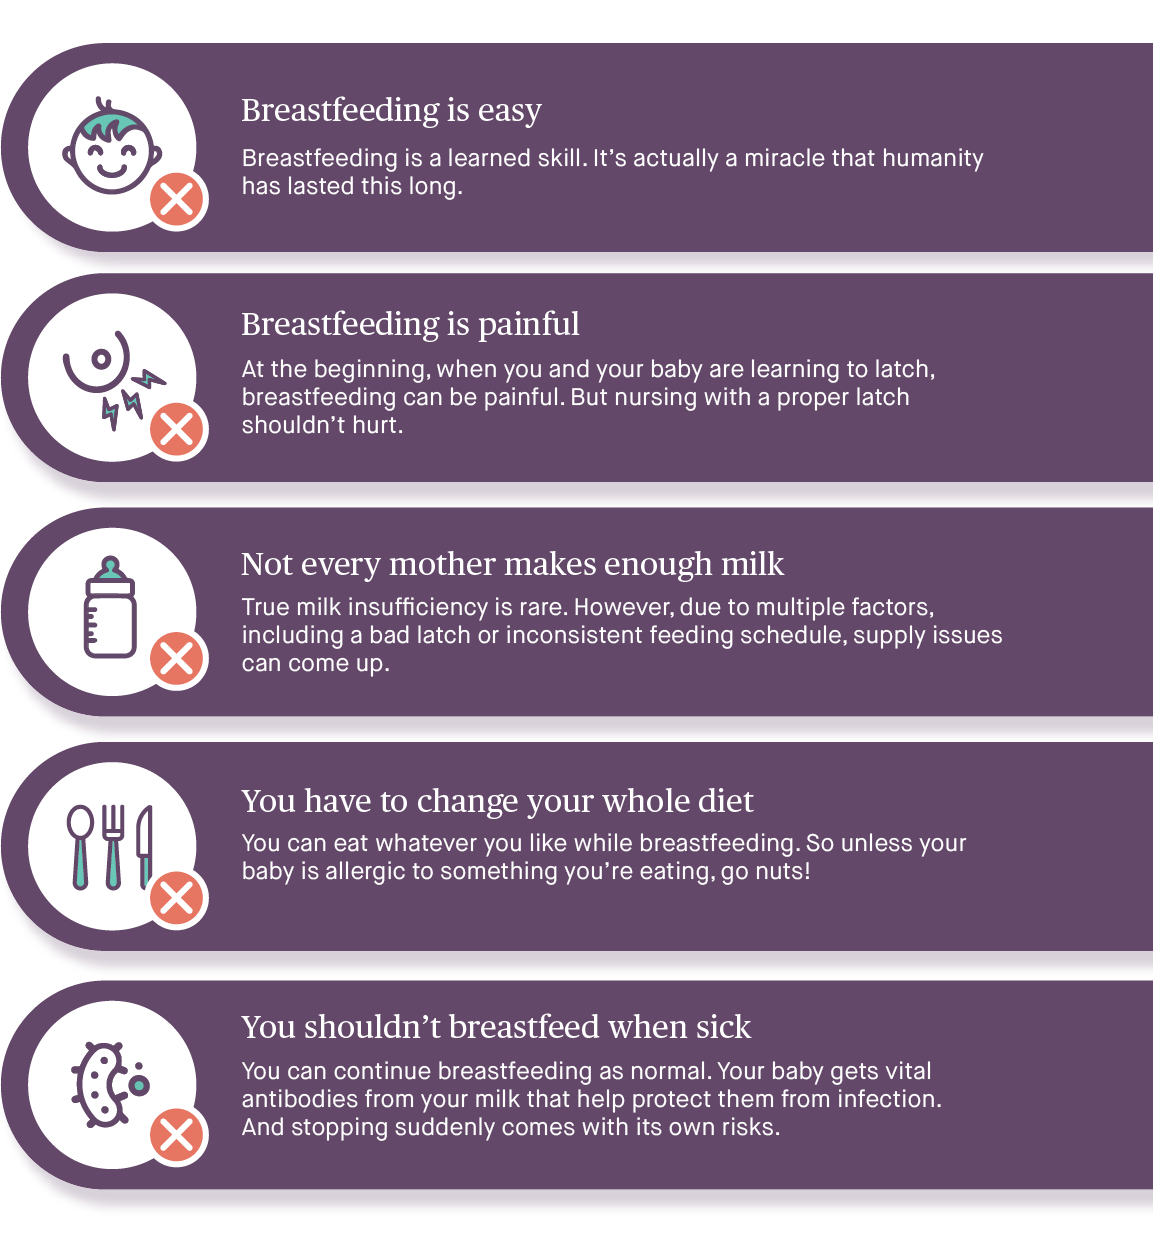 Breastfeeding is easy
Breastfeeding is a learned skill. It’s actually a miracle that humanity
has lasted this long.
Breastfeeding is painful
At the beginning, when you and your baby are learning to latch,
breastfeeding can be painful. But nursing with a proper latch
shouldn’t hurt.
Not every mother makes enough milk
True milk insufficiency is rare. However, due to multiple factors,
including a bad latch or inconsistent feeding schedule, supply issues
can come up.
You have to change your whole diet
You can eat whatever you like while breastfeeding. So unless your
baby is allergic to something you’re eating, go nuts!
You shouldn’t breastfeed when sick
You can continue breastfeeding as normal. Your baby gets vital
antibodies from your milk that help protect them from infection.
And stopping suddenly comes with its own risks.